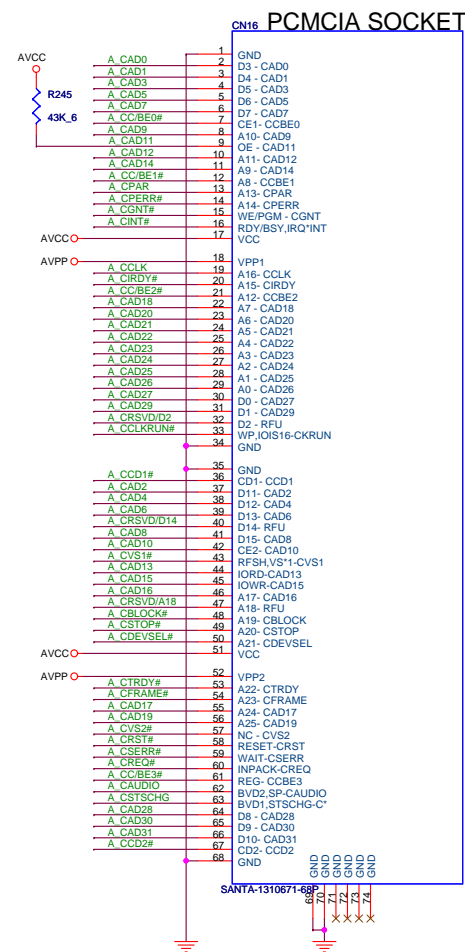 CN16 PCMCIA SOCKET
AVCC
R245
43K_6
1 GND
A_CAD0 2 D3 - CAD0
A_CAD1 3 D4 - CAD1
A_CAD3 4 D5 - CAD3
A_CAD5 5 D6 - CAD5
A_CAD7 6 D7 - CAD7
A_CC/BE0# 7 CE1- CCBE0
A_CAD9 8 A10- CAD9
A_CAD11 9 OE - CAD11
A_CAD12 10 A11- CAD12
A_CAD14 11 A9 - CAD14
A_CC/BE1# 12 A8 - CCBE1
A_CPAR 13 A13- CPAR
A_CPERR# 14 A14- CPERR
A_CGNT# 15 WE/PGM - CGNT
A_CINT# 16 RDY/BSY,IRQ*INT
AVCC 17 VCC
AVPP 18 VPP1
A_CCLK 19 A16- CCLK
A_CIRDY# 20 A15- CIRDY
A_CC/BE2# 21 A12- CCBE2
A_CAD18 22 A7 - CAD18
A_CAD20 23 A6 - CAD20
A_CAD21 24 A5 - CAD21
A_CAD22 25 A4 - CAD22
A_CAD23 26 A3 - CAD23
A_CAD24 27 A2 - CAD24
A_CAD25 28 A1 - CAD25
A_CAD26 29 A0 - CAD26
A_CAD27 30 D0 - CAD27
A_CAD29 31 D1 - CAD29
A_CRSVD/D2 32 D2 - RFU
A_CCLKRUN# 33 WP,IOIS16-CKRUN
34 GND
35 GND
A_CCD1# 36 CD1- CCD1
A_CAD2 37 D11- CAD2
A_CAD4 38 D12- CAD4
A_CAD6 39 D13- CAD6
A_CRSVD/D14 40 D14- RFU
A_CAD8 41 D15- CAD8
A_CAD10 42 CE2- CAD10
A_CVS1# 43 RFSH,VS*1-CVS1
A_CAD13 44 IORD-CAD13
A_CAD15 45 IOWR-CAD15
A_CAD16 46 A17- CAD16
A_CRSVD/A18 47 A18- RFU
A_CBLOCK# 48 A19- CBLOCK
A_CSTOP# 49 A20- CSTOP
A_CDEVSEL# 50 A21- CDEVSEL
AVCC 51 VCC
AVPP 52 VPP2
A_CTRDY# 53 A22- CTRDY
A_CFRAME# 54 A23- CFRAME
A_CAD17 55 A24- CAD17
A_CAD19 56 A25- CAD19
A_CVS2# 57 NC - CVS2
A_CRST# 58 RESET-CRST
A_CSERR# 59 WAIT-CSERR
A_CREQ# 60 INPACK-CREQ
A_CC/BE3# 61 REG- CCBE3
A_CAUDIO 62 BVD2,SP-CAUDIO
A_CSTSCHG 63 BVD1,STSCHG-C*
A_CAD28 64 D8 - CAD28
A_CAD30 65 D9 - CAD30
A_CAD31 66 D10- CAD31
A_CCD2# 67 CD2- CCD2
68 GND
GND GND GND GND GND GND
SANTA-1310671-68P
69 70 71 72 73 74